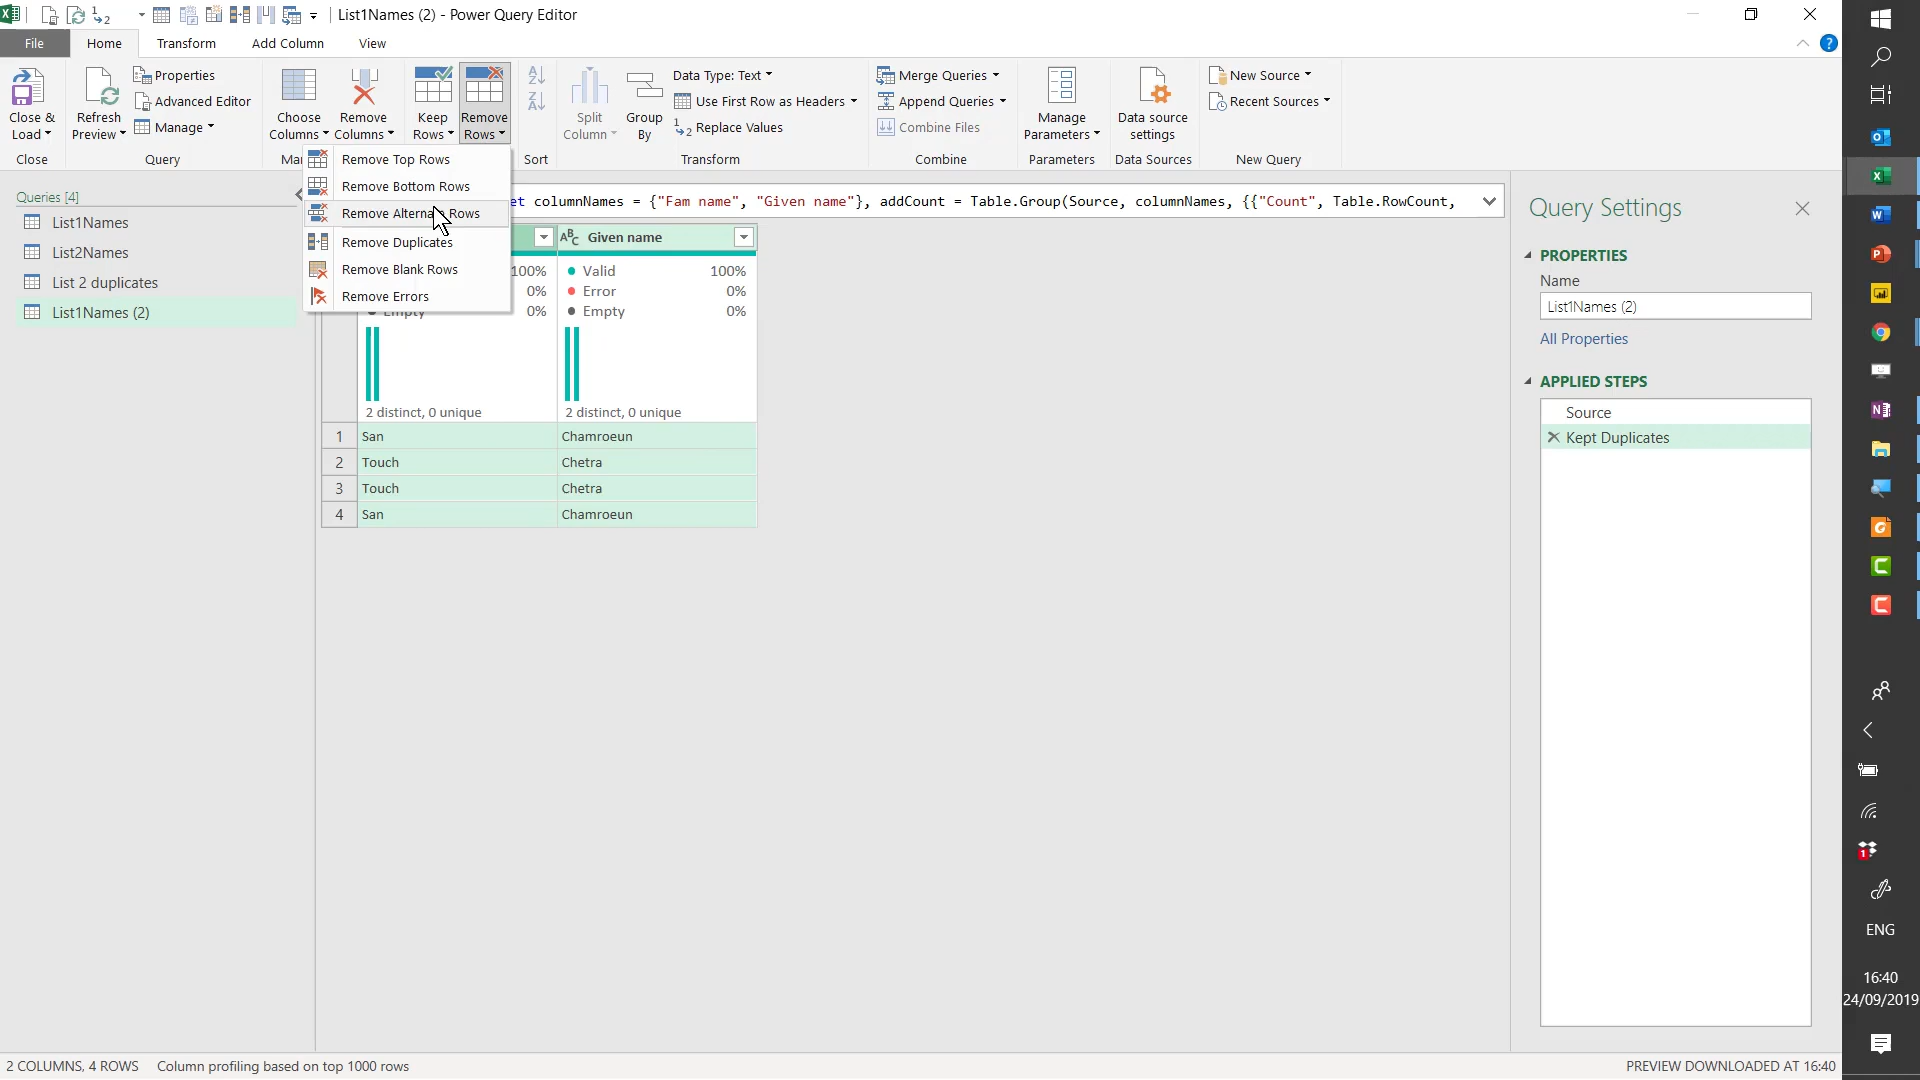 List1Names (2) - Power Query Editor
File Home Transform Add Column View
Close & Load
Close
Refresh Preview
Properties
Advanced Editor
Manage
Query
Choose Columns
Remove Columns
Keep Rows
Remove Rows
Sort
Split Column
Group By
Data Type: Text
Use First Row as Headers
Replace Values
Transform
Merge Queries
Append Queries
Combine Files
Combine
Manage Parameters
Parameters
Data source settings
Data Sources
New Source
Recent Sources
New Query
Remove Top Rows
Remove Bottom Rows
Remove Alternate Rows
Remove Duplicates
Remove Blank Rows
Remove Errors
Queries [4]
List1Names
List2Names
List 2 duplicates
List1Names (2)
columnNames = {"Fam name", "Given name"}, addCount = Table.Group(Source, columnNames, {{"Count", Table.RowCount,
Given name
100%
0%
Empty 0%
Valid 100%
Error 0%
Empty 0%
2 distinct, 0 unique
2 distinct, 0 unique
1 San Chamroeun
2 Touch Chetra
3 Touch Chetra
4 San Chamroeun
Query Settings
PROPERTIES
Name
List1Names (2)
All Properties
APPLIED STEPS
Source
Kept Duplicates
2 COLUMNS, 4 ROWS Column profiling based on top 1000 rows
PREVIEW DOWNLOADED AT 16:40
ENG
16:40
24/09/2019